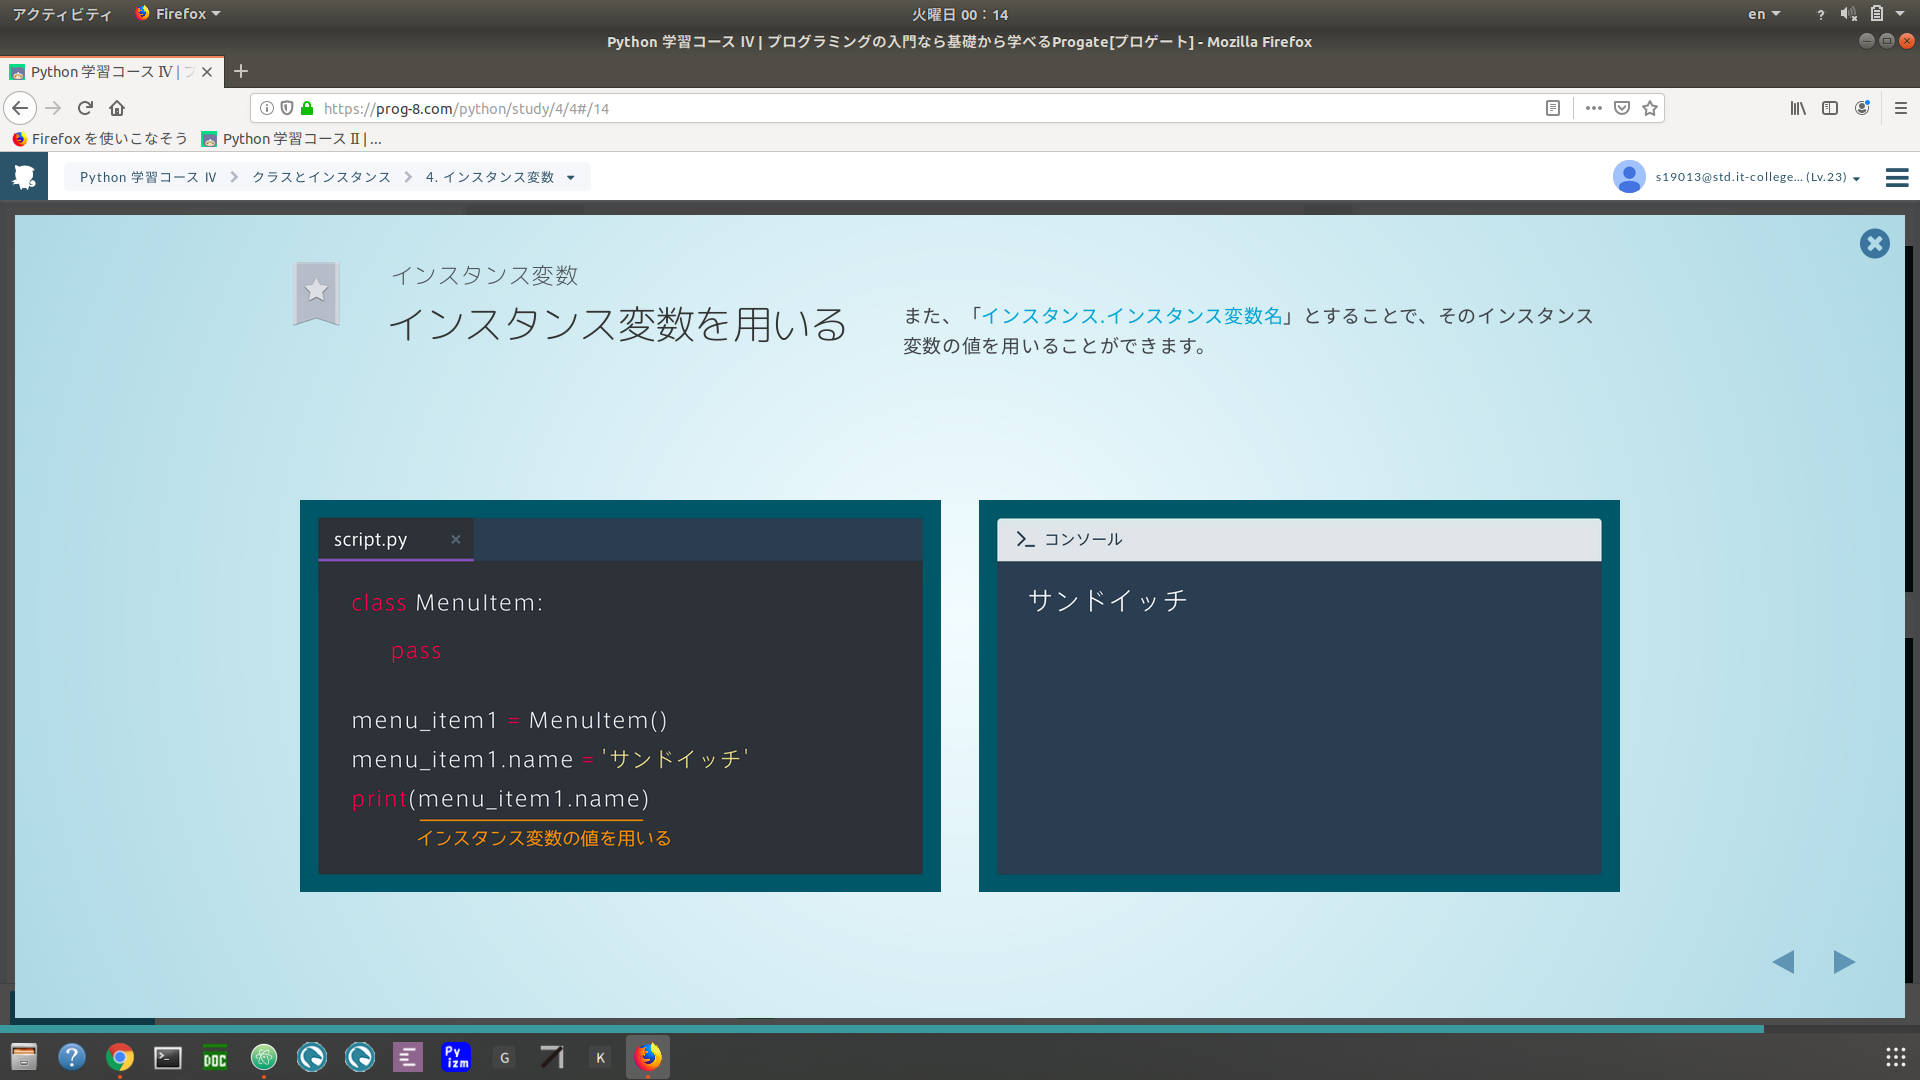 アクティビティ
Firefox
火曜日 00：14
en
Python 学習コース Ⅳ | プログラミングの入門なら基礎から学べるProgate[プロゲート] - Mozilla Firefox
Python 学習コース Ⅳ |
https://prog-8.com/python/study/4/4#/14
Firefox を使いこなそう
Python 学習コース Ⅱ | ...
Python 学習コース Ⅳ
クラスとインスタンス
4. インスタンス変数
s19013@std.it-college... (Lv.23)
インスタンス変数
インスタンス変数を用いる
また、「インスタンス.インスタンス変数名」とすることで、そのインスタンス
変数の値を用いることができます。
script.py
class MenuItem:
pass
menu_item1 = MenuItem()
menu_item1.name = 'サンドイッチ'
print(menu_item1.name)
インスタンス変数の値を用いる
コンソール
サンドイッチ
DOC
Py
izm
G
K